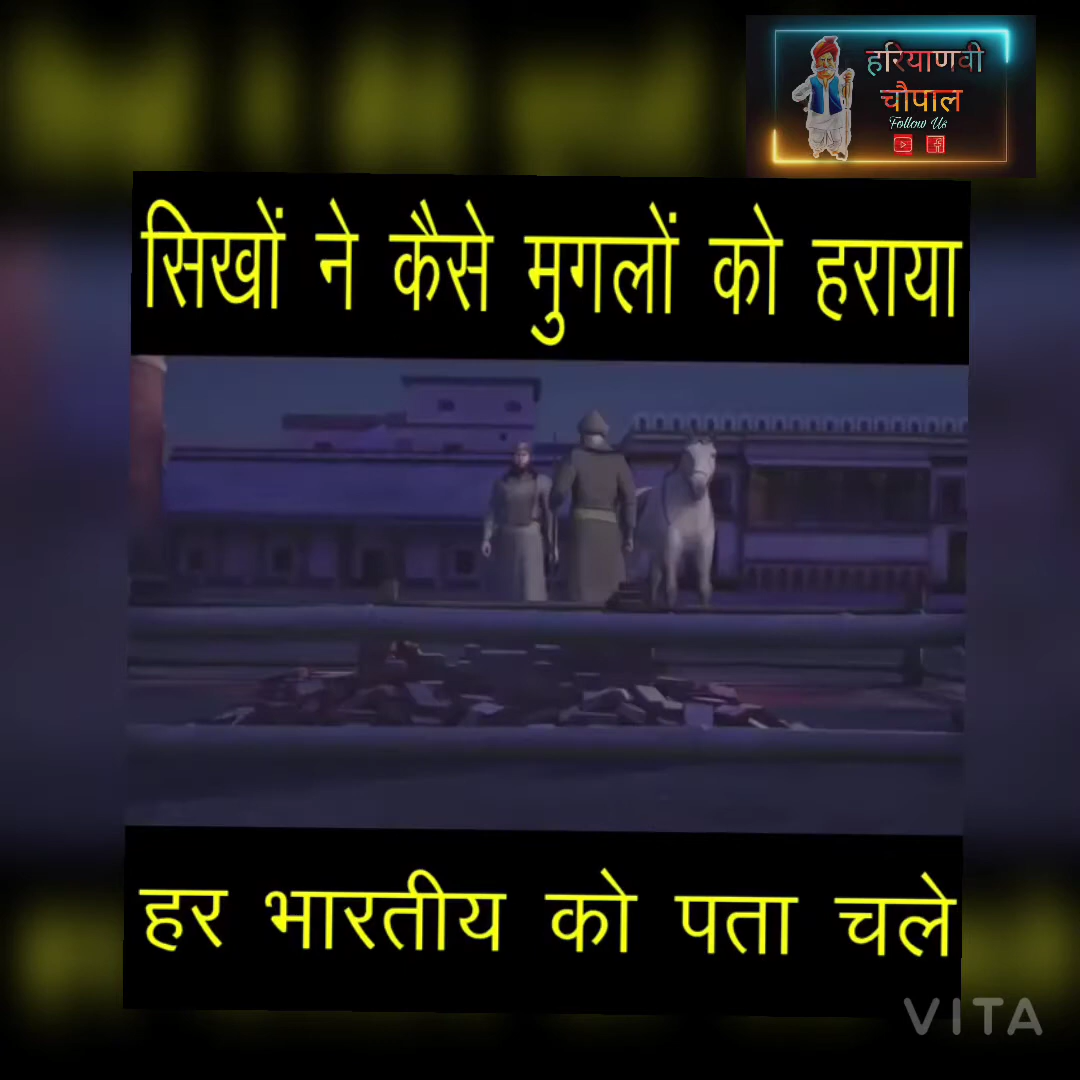 हरियाणवी
चौपाल
Follow Us
सिखों ने कैसे मुगलों को हराया
हर भारतीय को पता चले
VITA